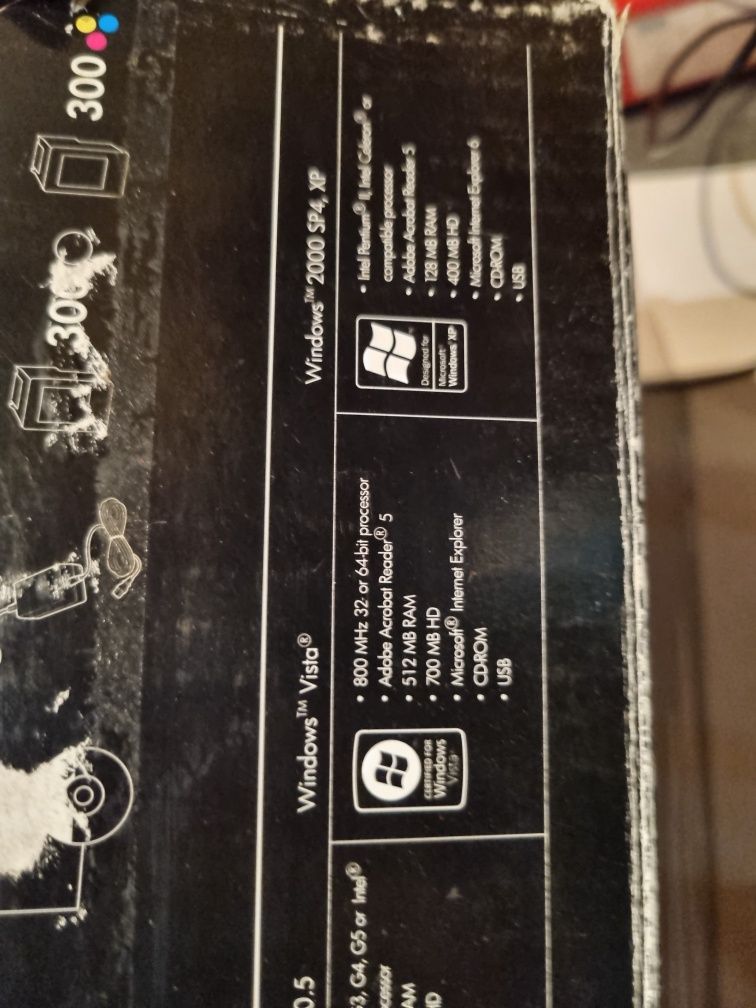 300
300
Windows™ 2000 SP4, XP
• Intel Pentium® II, Intel Celeron® or
compatible processor
• Adobe Acrobat Reader 5
• 128 MB RAM
• 400 MB HD
• Microsoft Internet Explorer 6
• CD-ROM
• USB
Designed for
Microsoft®
Windows® XP
Windows™ Vista®
• 800 MHz 32 or 64-bit processor
• Adobe Acrobat Reader® 5
• 512 MB RAM
• 700 MB HD
• Microsoft® Internet Explorer
• CD-ROM
• USB
CERTIFIED FOR
Windows
Vista™
0.5
G4, G5 or Intel®